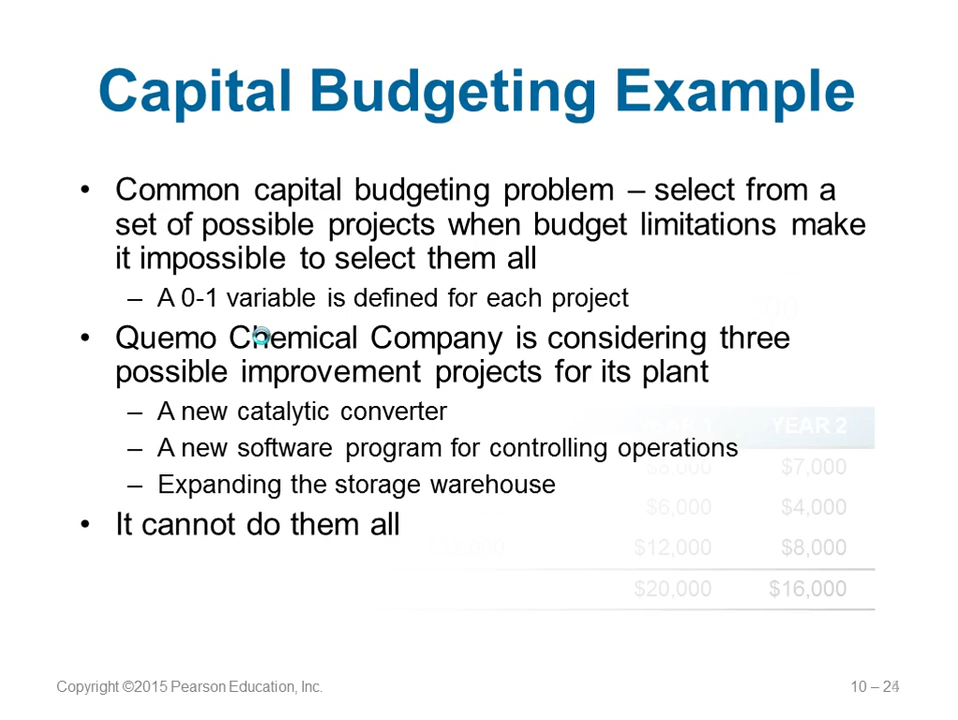 Capital Budgeting Example
• Common capital budgeting problem – select from a
set of possible projects when budget limitations make
it impossible to select them all
– A 0-1 variable is defined for each project
• Quemo Chemical Company is considering three
possible improvement projects for its plant
– A new catalytic converter
YEAR 1 YEAR 2
– A new software program for controlling operations
$8,000 $7,000
– Expanding the storage warehouse
$6,000 $4,000
• It cannot do them all
$12,000 $8,000
$20,000 $16,000
Copyright ©2015 Pearson Education, Inc.
10 –